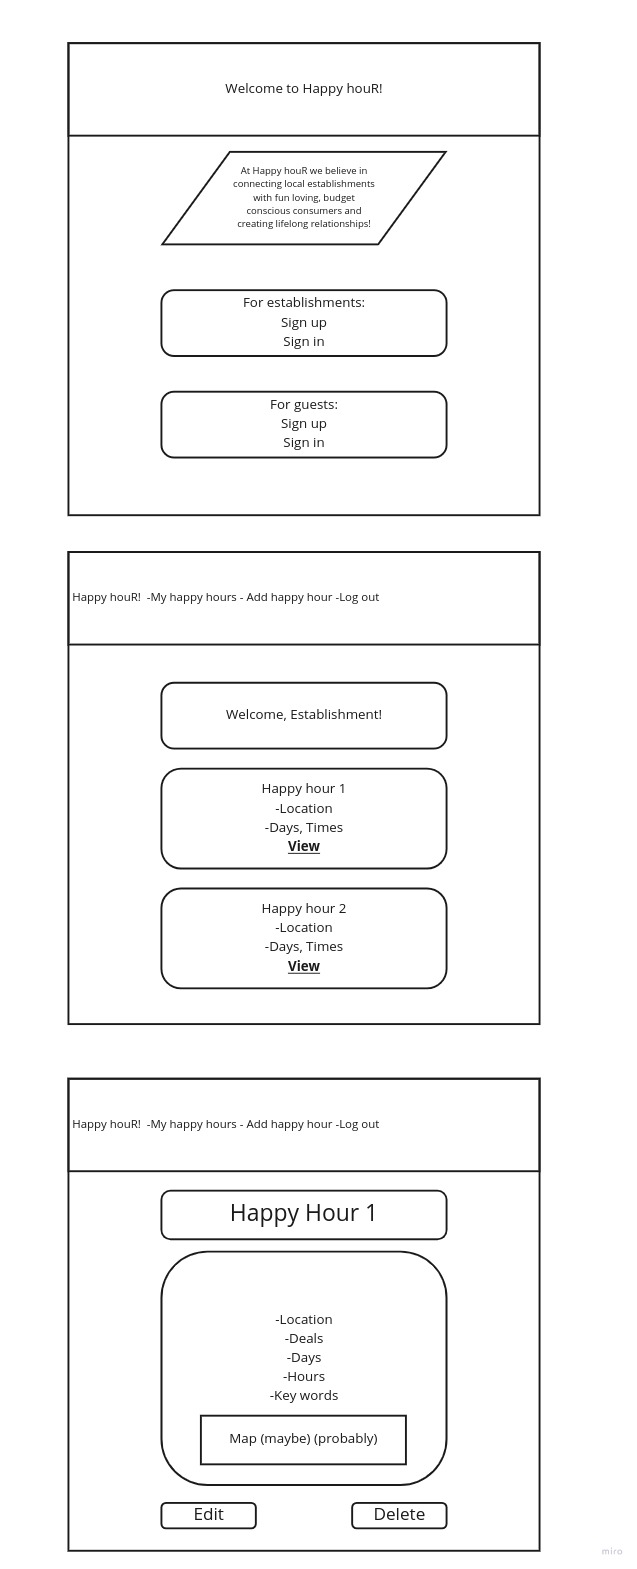 Welcome to Happy houR!
At Happy houR we believe in
connecting local establishments
with fun loving, budget
conscious consumers and
creating lifelong relationships!
For establishments:
Sign up
Sign in
For guests:
Sign up
Sign in
Happy houR!  -My happy hours - Add happy hour -Log out
Welcome, Establishment!
Happy hour 1
-Location
-Days, Times
View
Happy hour 2
-Location
-Days, Times
View
Happy houR!  -My happy hours - Add happy hour -Log out
Happy Hour 1
-Location
-Deals
-Days
-Hours
-Key words
Map (maybe) (probably)
Edit
Delete
miro